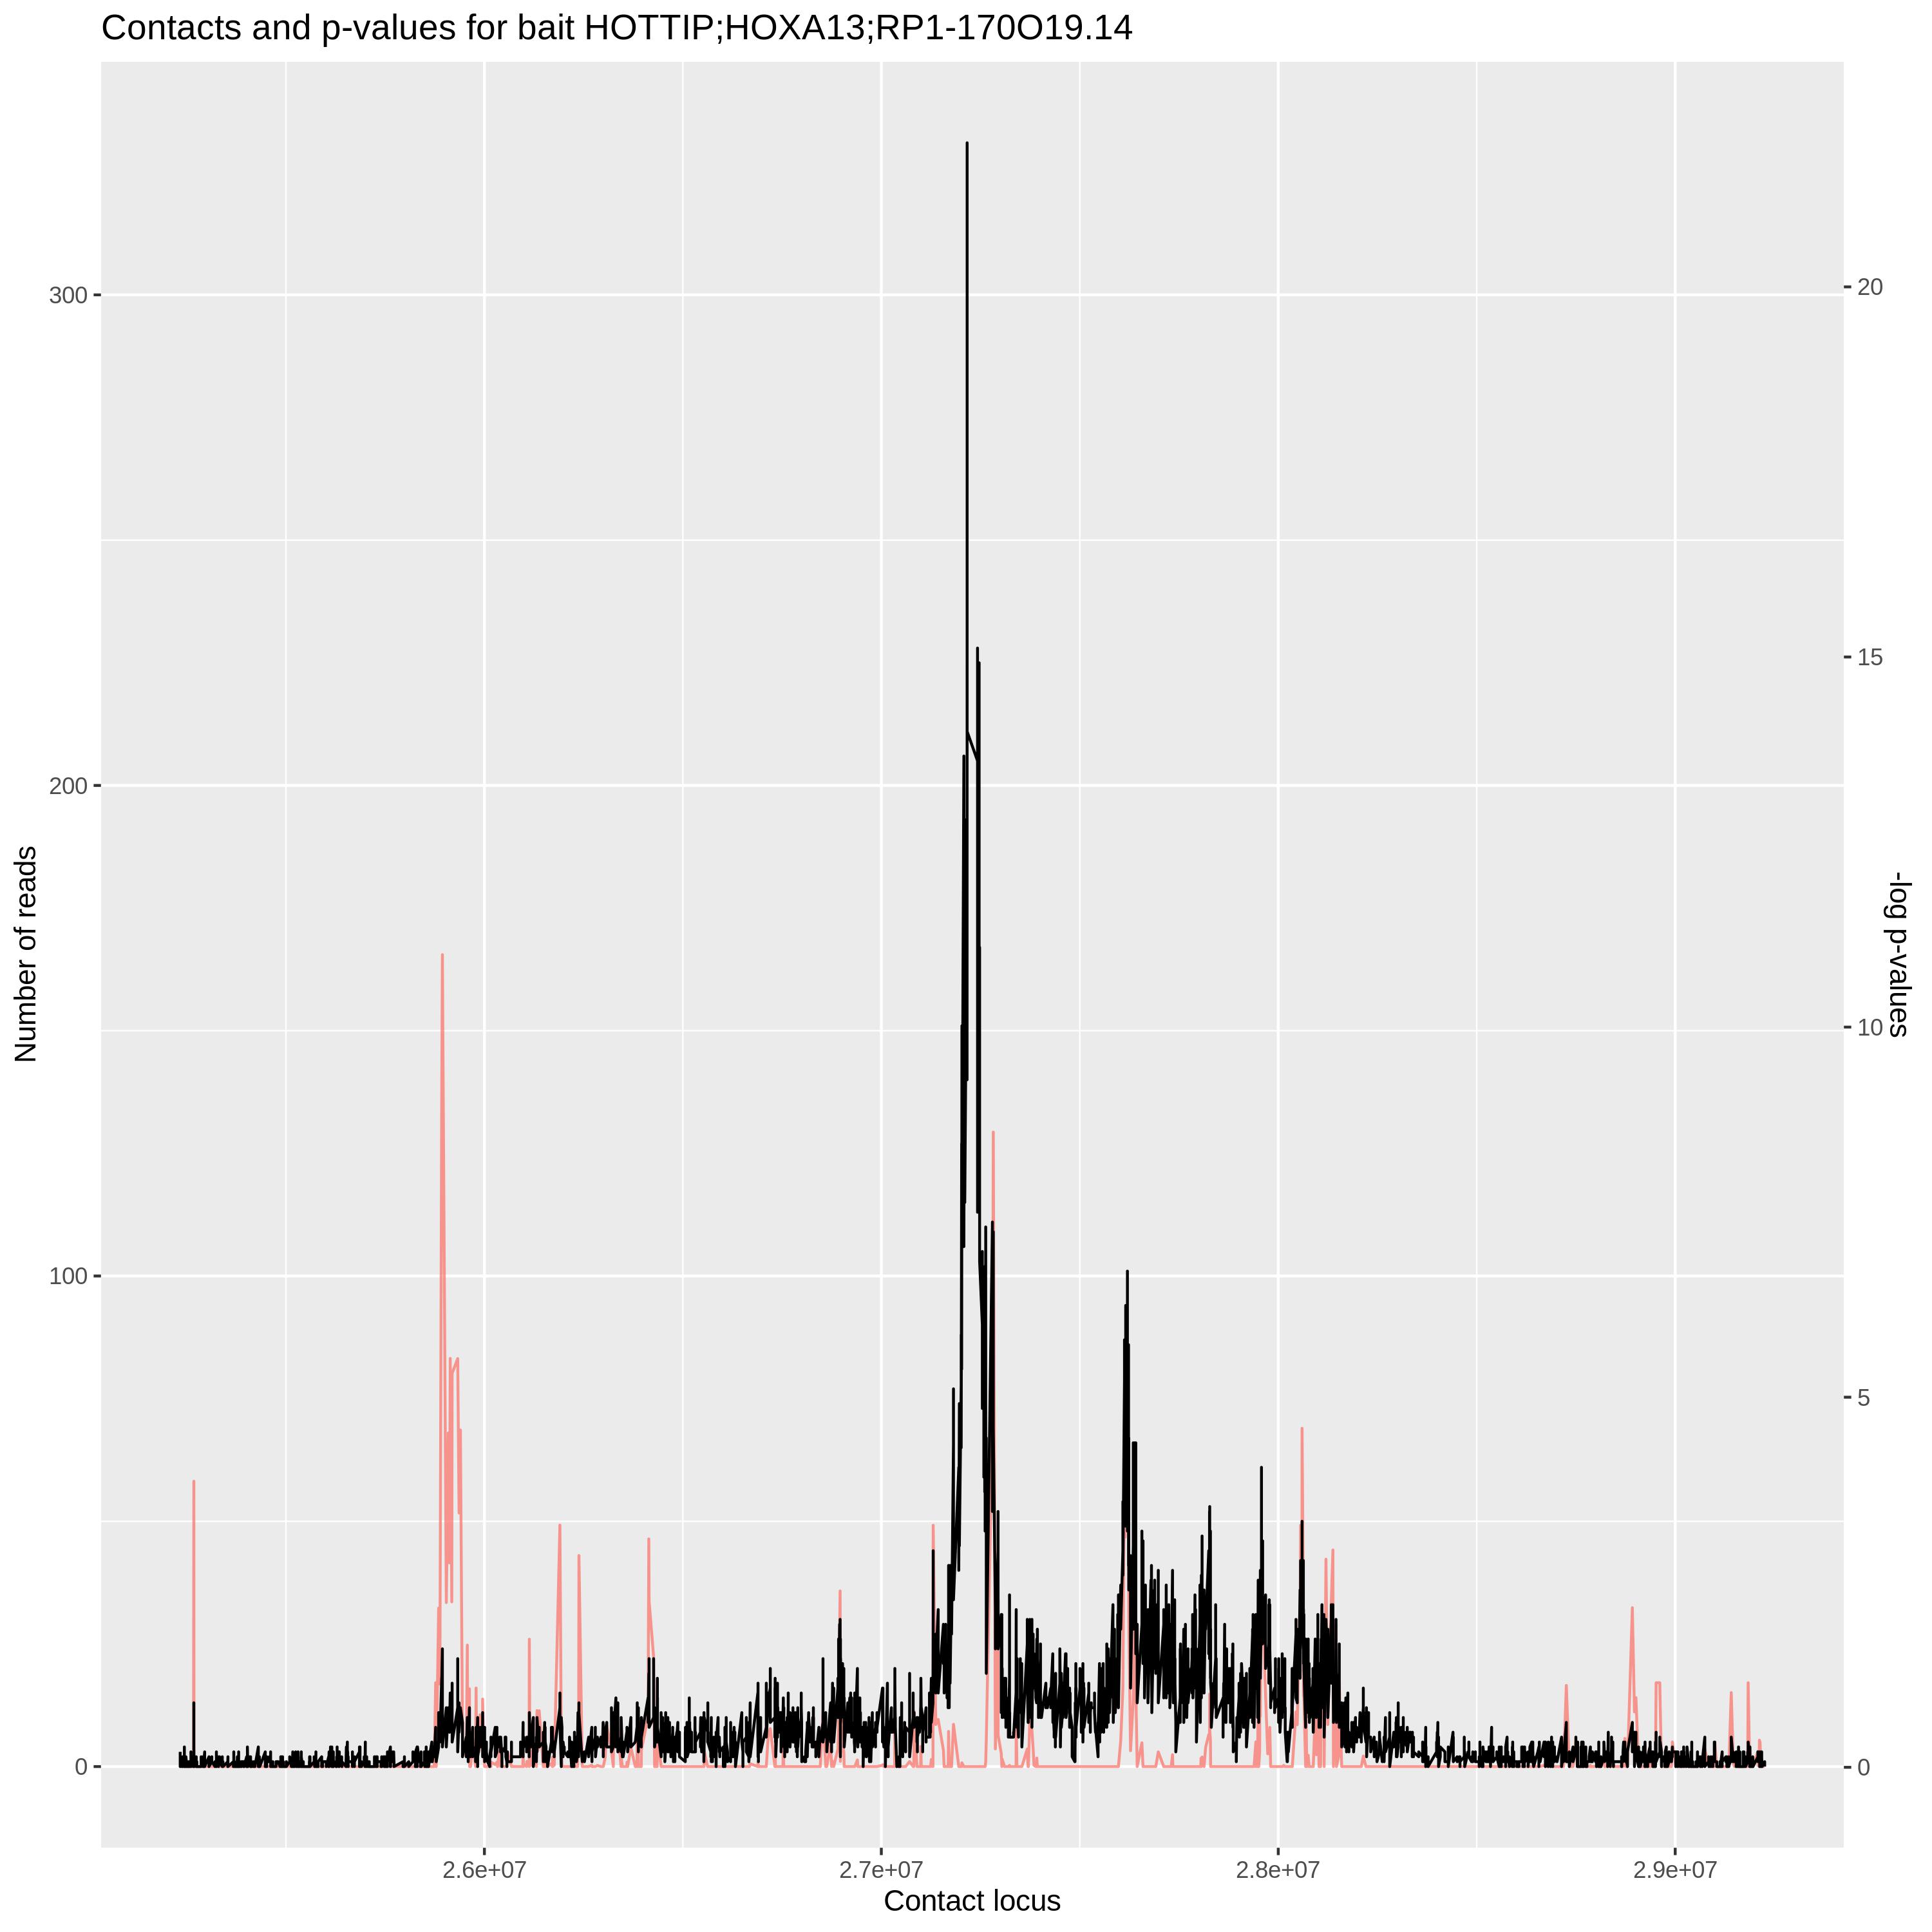 Contacts and p-values for bait HOTTIP;HOXA13;RP1-170O19.14
300
200
100
0
Number of reads
20
15
10
5
0
-log p-values
2.6e+07
2.7e+07
2.8e+07
2.9e+07
Contact locus